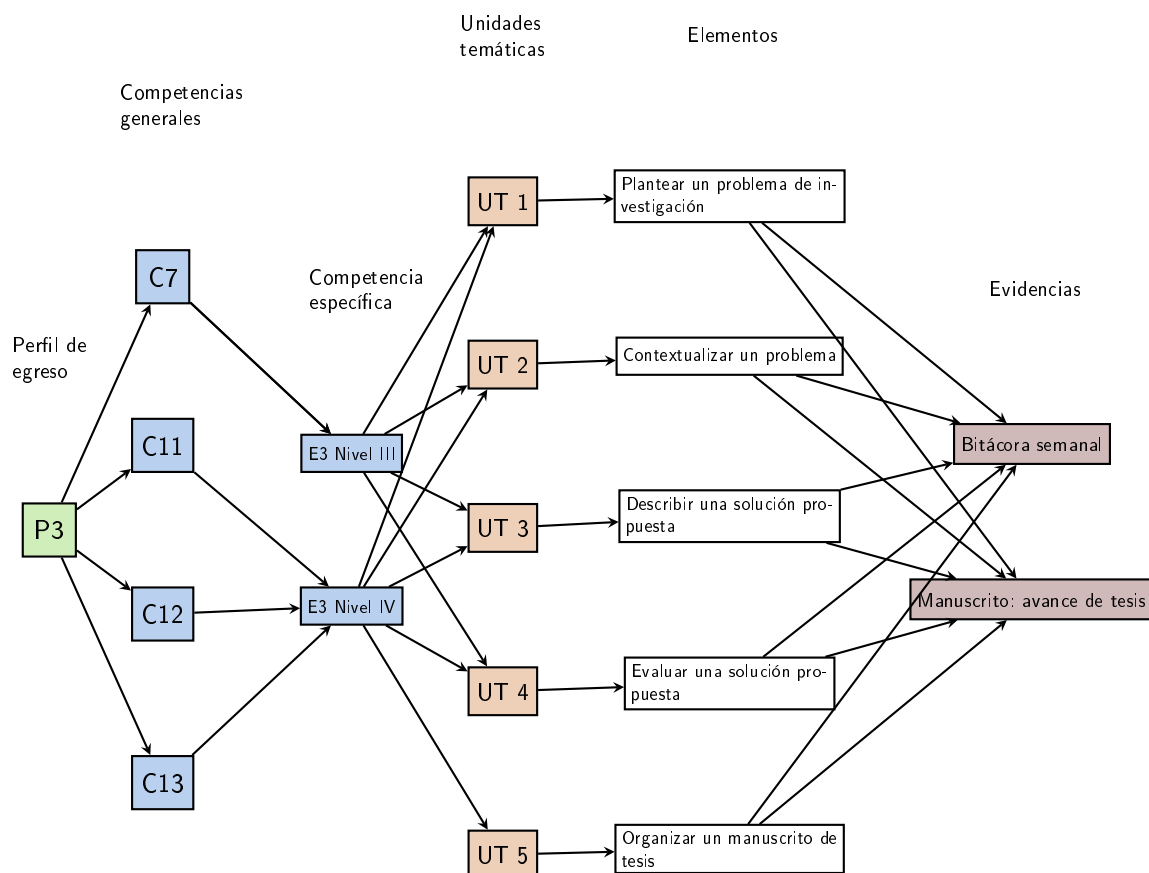 Unidades
temáticas
Elementos
Competencias
generales
Plantear un problema de in-
vestigación
UT 1
C7
Competencia
específica
Evidencias
Perfil de
egreso
UT 2
Contextualizar un problema
C11
E3 Nivel III
Bitácora semanal
P3
UT 3
Describir una solución pro-
puesta
C12
E3 Nivel IV
Manuscrito: avance de tesis
UT 4
Evaluar una solución pro-
puesta
C13
UT 5
Organizar un manuscrito de
tesis